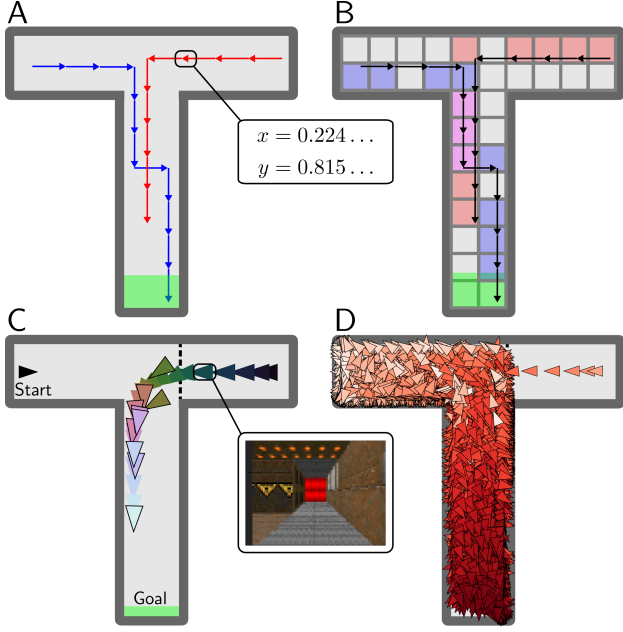 A
B
x = 0.224 . . .
y = 0.815 . . .
C
D
Start
Goal